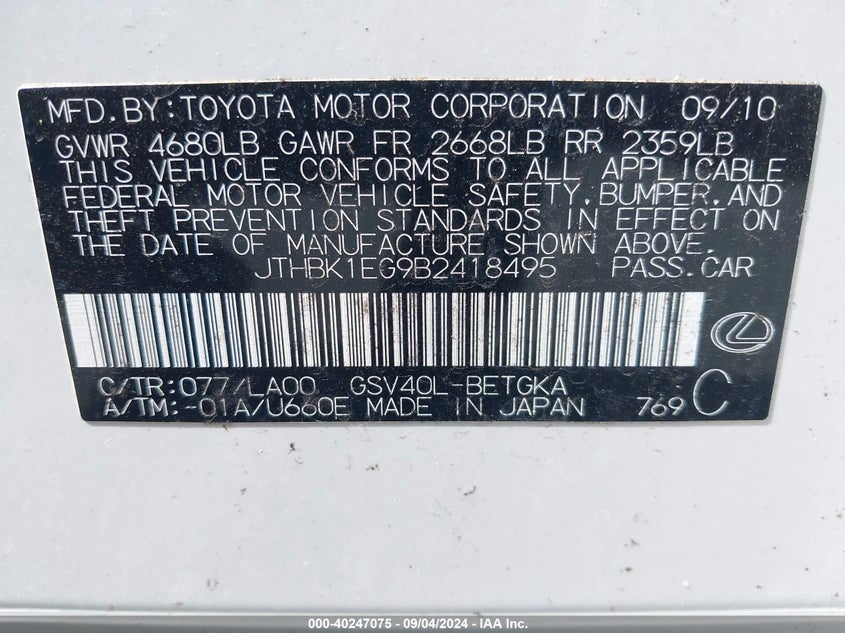 MFD.BY:TOYOTA MOTOR CORPORATION 09/10
GVWR 4680LB GAWR FR 2668LB RR 2359LB
THIS VEHICLE CONFORMS TO ALL APPLICABLE
FEDERAL MOTOR VEHICLE SAFETY,BUMPER,AND
THEFT PREVENTION STANDARDS IN EFFECT ON
THE DATE OF MANUFACTURE SHOWN ABOVE.
JTHBK1EG9B2418495 PASS.CAR
C/TR:077/LA00 GSV40L-BETGKA
A/TM:-01A/U660E MADE IN JAPAN 769 C
000-40247075 - 09/04/2024 - IAA Inc.